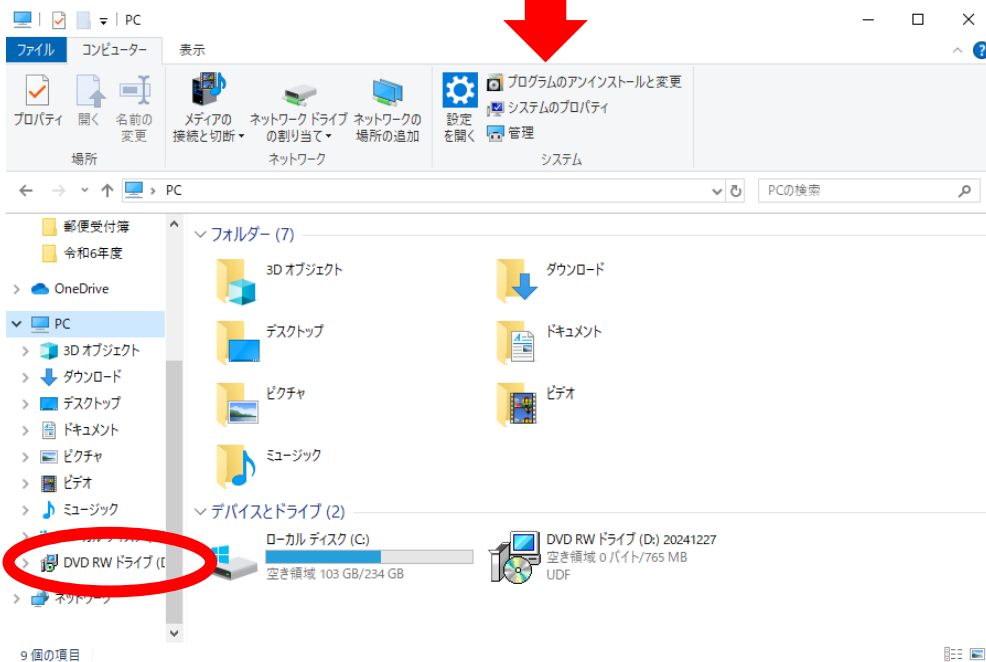 PC
ファイル コンピューター 表示
プロパティ 開く 名前の変更
メディアの接続と切断 ネットワーク ドライブの割り当て ネットワークの場所の追加
設定を開く
プログラムのアンインストールと変更
システムのプロパティ
管理
場所 ネットワーク システム
PC PCの検索
郵便受付簿
令和6年度
OneDrive
PC
3D オブジェクト
ダウンロード
デスクトップ
ドキュメント
ピクチャ
ビデオ
ミュージック
DVD RW ドライブ (D
ネットワーク
フォルダー (7)
3D オブジェクト
ダウンロード
デスクトップ
ドキュメント
ピクチャ
ビデオ
ミュージック
デバイスとドライブ (2)
ローカル ディスク (C:)
空き領域 103 GB/234 GB
DVD RW ドライブ (D:) 20241227
空き領域 0 バイト/765 MB
UDF
9 個の項目